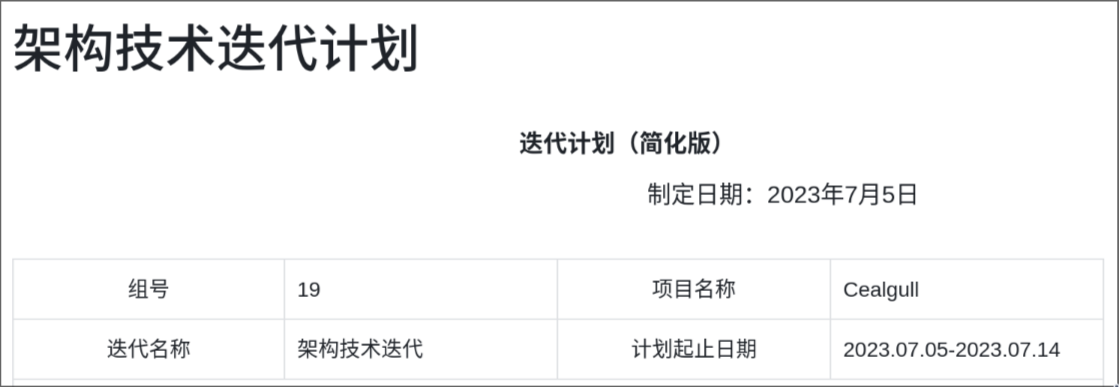 架构技术迭代计划
迭代计划（简化版）
制定日期：2023年7月5日
组号 19 项目名称 Cealgull
迭代名称 架构技术迭代 计划起止日期 2023.07.05-2023.07.14